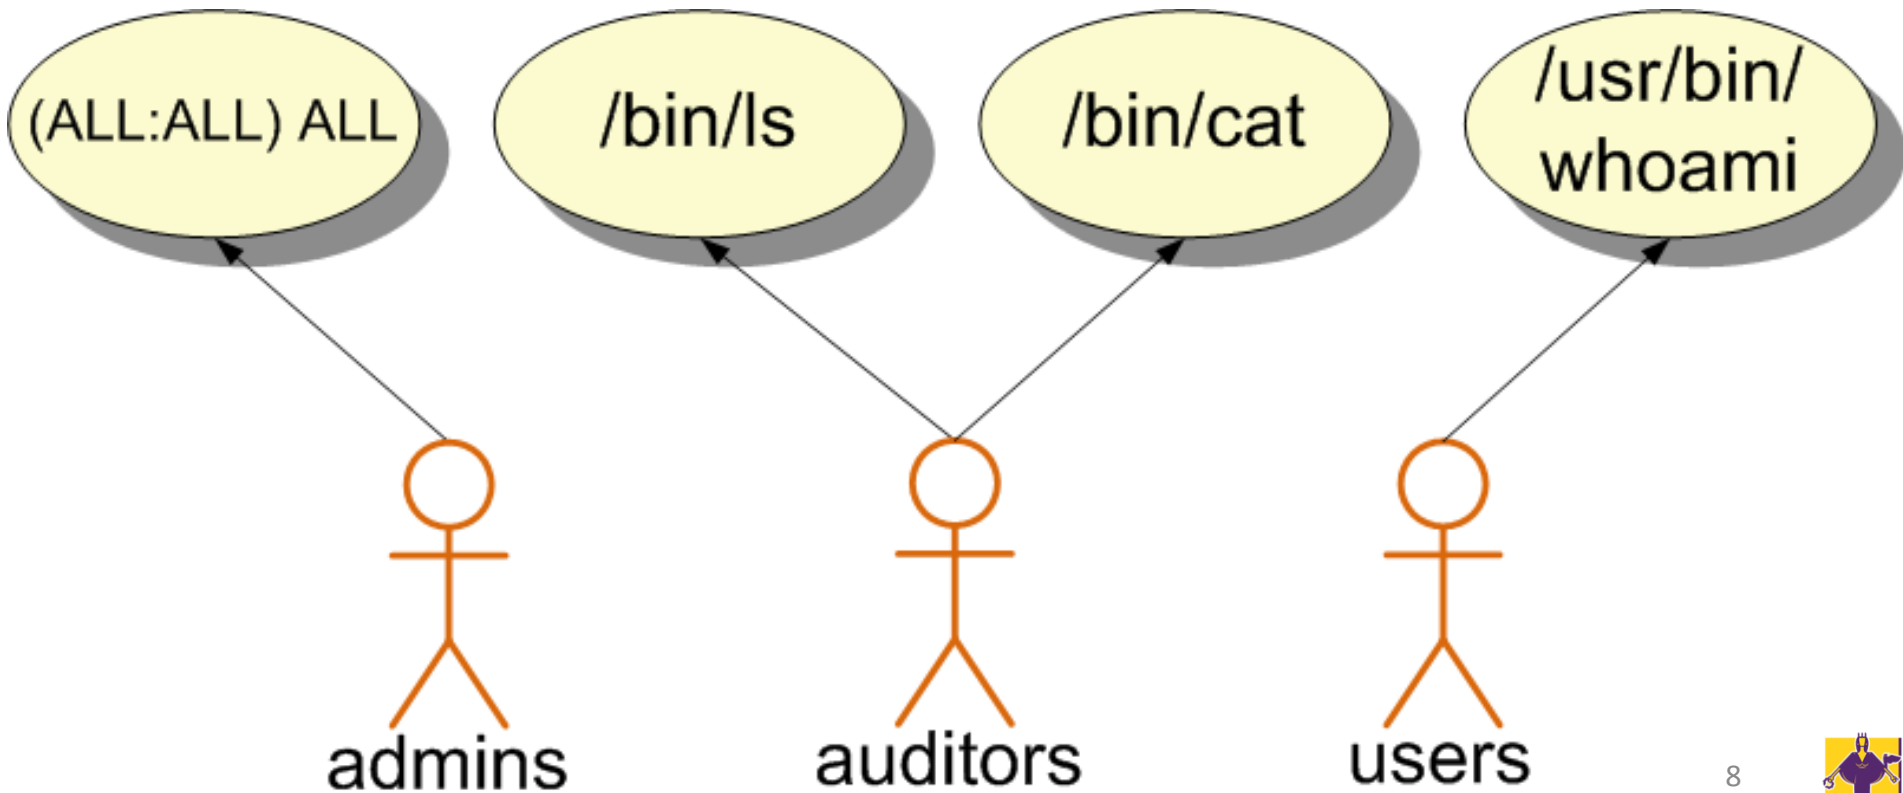 (ALL:ALL) ALL
/bin/ls
/bin/cat
/usr/bin/
whoami
admins
auditors
users
8